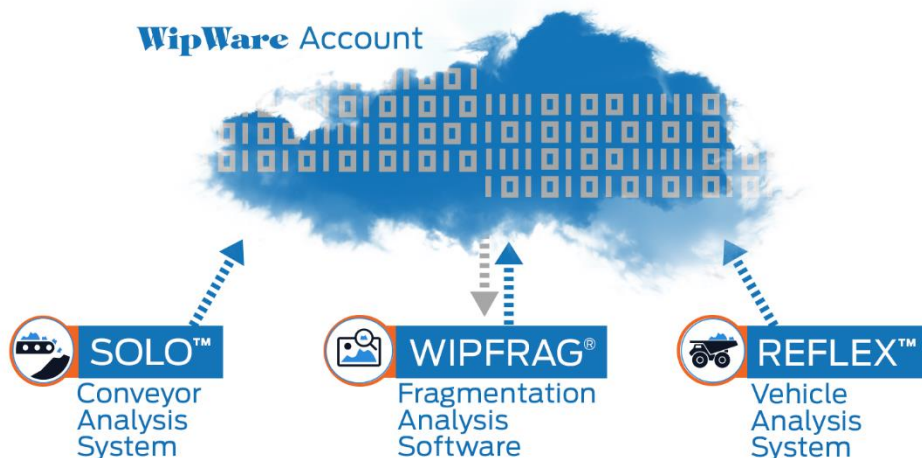 WipWare Account
SOLO™
Conveyor
Analysis
System
WIPFRAG®
Fragmentation
Analysis
Software
REFLEX™
Vehicle
Analysis
System